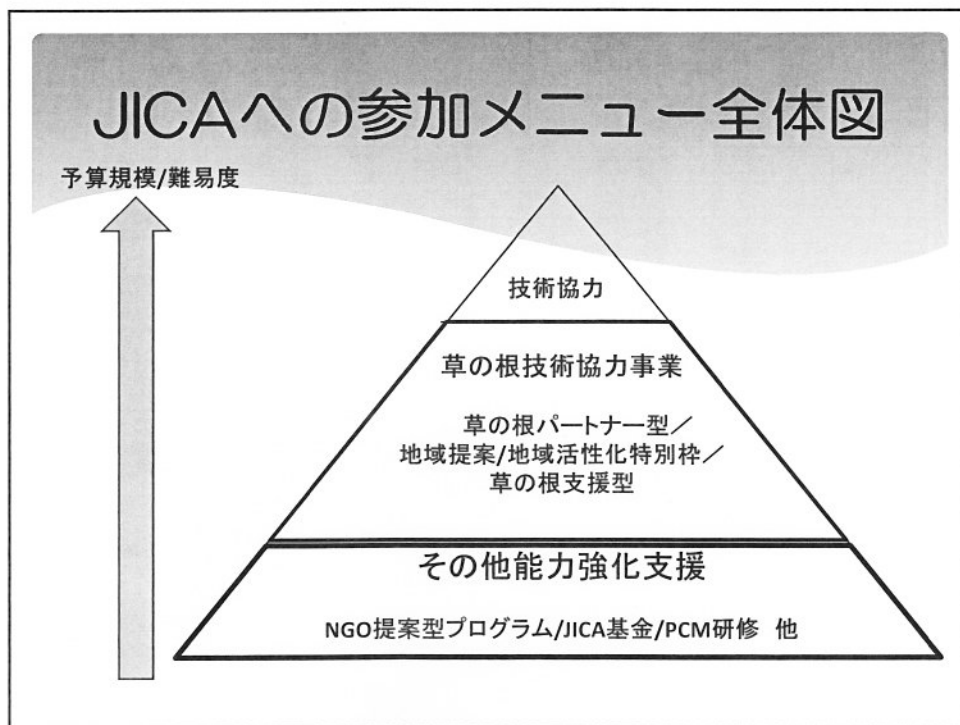 JICAへの参加メニュー全体図
予算規模/難易度
技術協力
草の根技術協力事業
草の根パートナー型／
地域提案/地域活性化特別枠／
草の根支援型
その他能力強化支援
NGO提案型プログラム/JICA基金/PCM研修 他